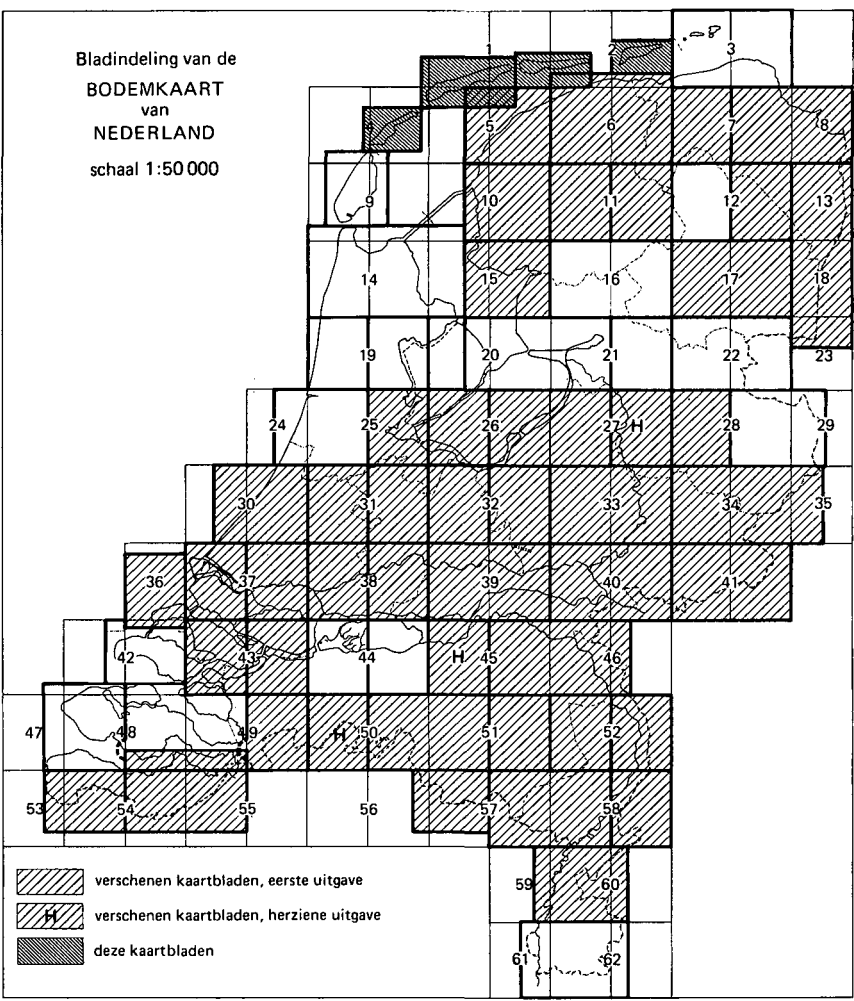 Bladindeling van de
BODEMKAART
van
NEDERLAND
schaal 1:50 000
1 2 3
4 5 6 7 8
9 10 11 12 13
14 15 16 17 18
19 20 21 22 23
24 25 26 27 H 28 29
30 31 32 33 34 35
36 37 38 39 40 41
42 43 44 H 45 46
47 48 49 H 50 51 52
53 54 55 56 57 58
59 60
61 62
verschenen kaartbladen, eerste uitgave
H verschenen kaartbladen, herziene uitgave
deze kaartbladen